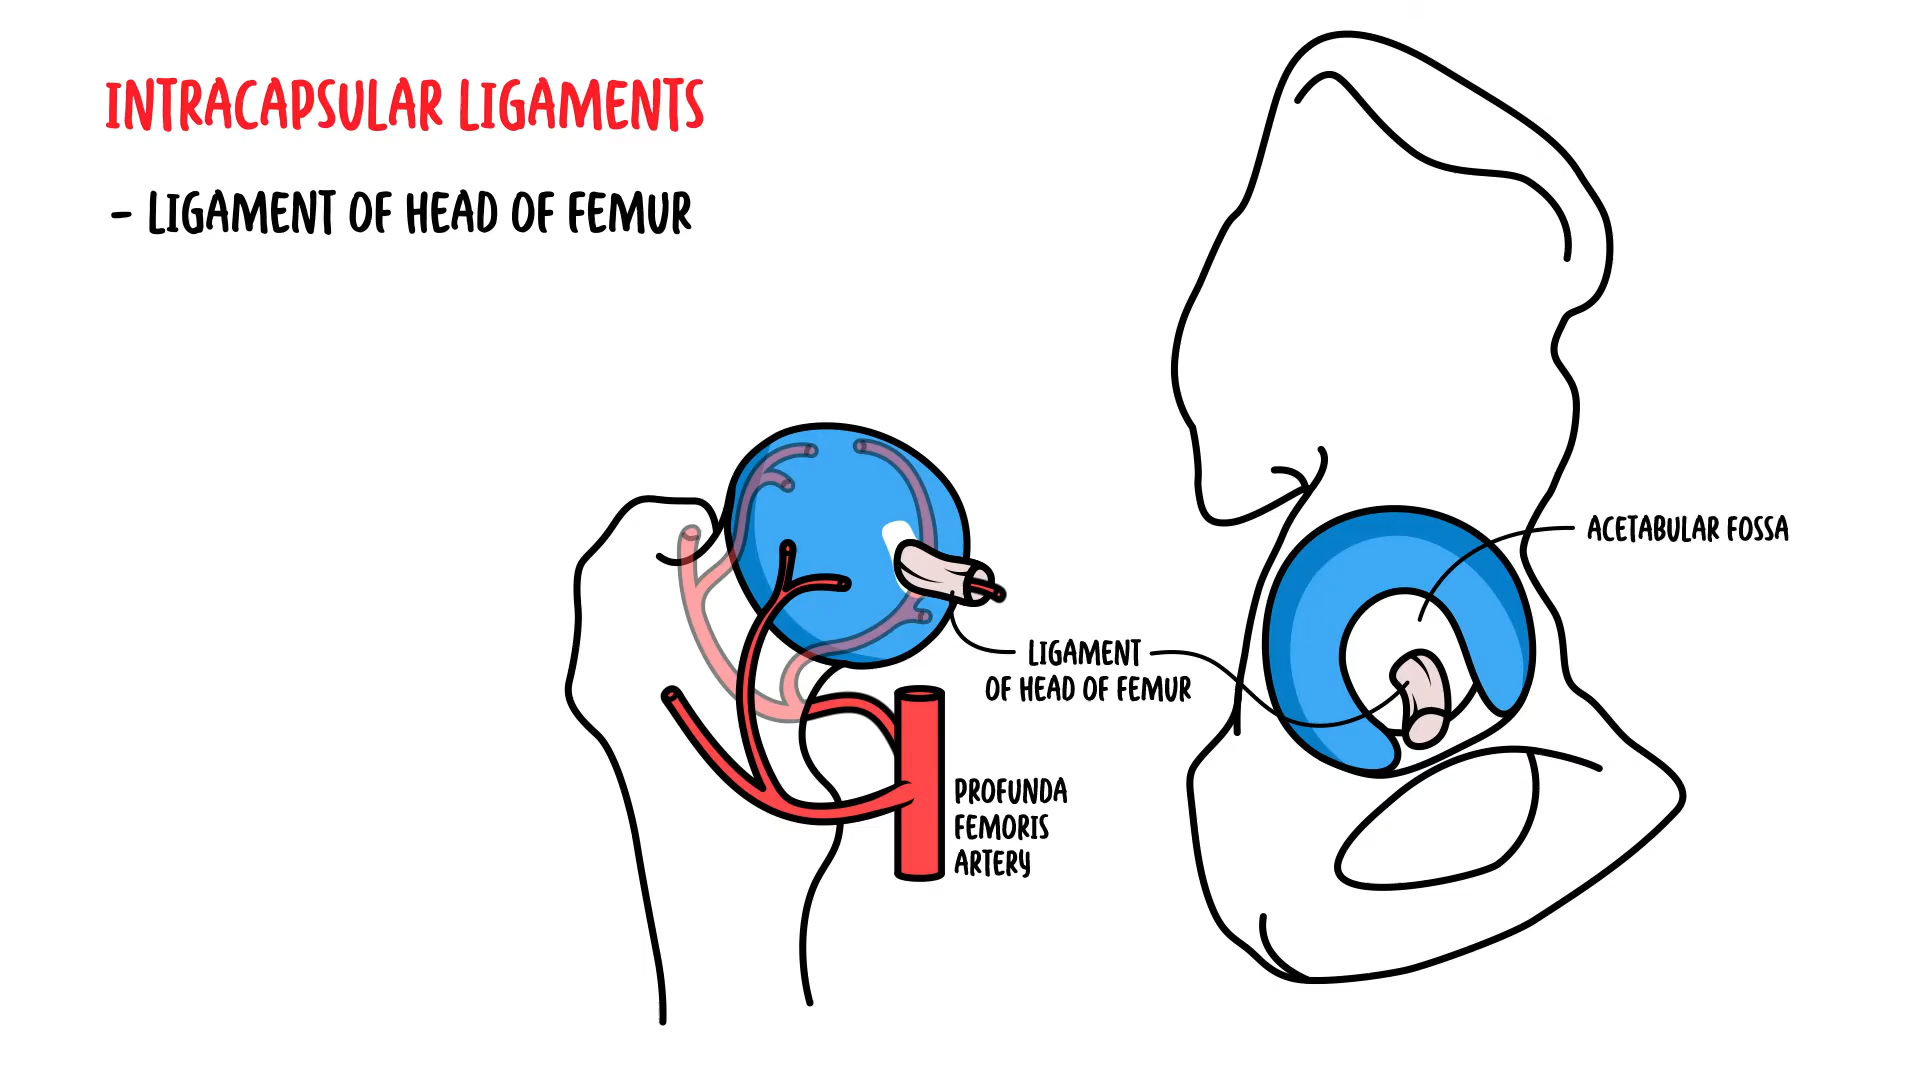 INTRACAPSULAR LIGAMENTS
- LIGAMENT OF HEAD OF FEMUR
ACETABULAR FOSSA
LIGAMENT
OF HEAD OF FEMUR
PROFUNDA
FEMORIS
ARTERY